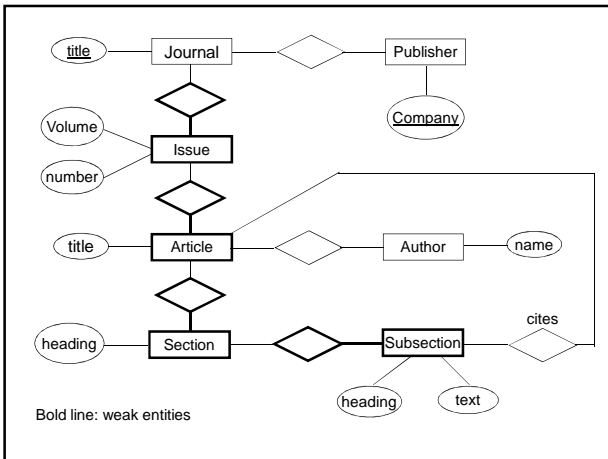 title Journal Publisher
Volume Company
Issue
number
title Article Author name
cites
heading Section Subsection
heading text
Bold line: weak entities